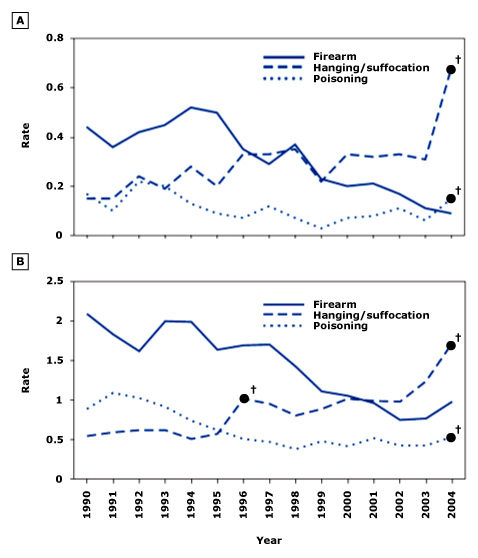 A
0.8
0.6
0.4
0.2
0
Rate
Firearm
Hanging/suffocation
Poisoning
†
†
B
2.5
2
1.5
1
0.5
0
Rate
Firearm
Hanging/suffocation
Poisoning
†
†
†
1990 1991 1992 1993 1994 1995 1996 1997 1998 1999 2000 2001 2002 2003 2004
Year